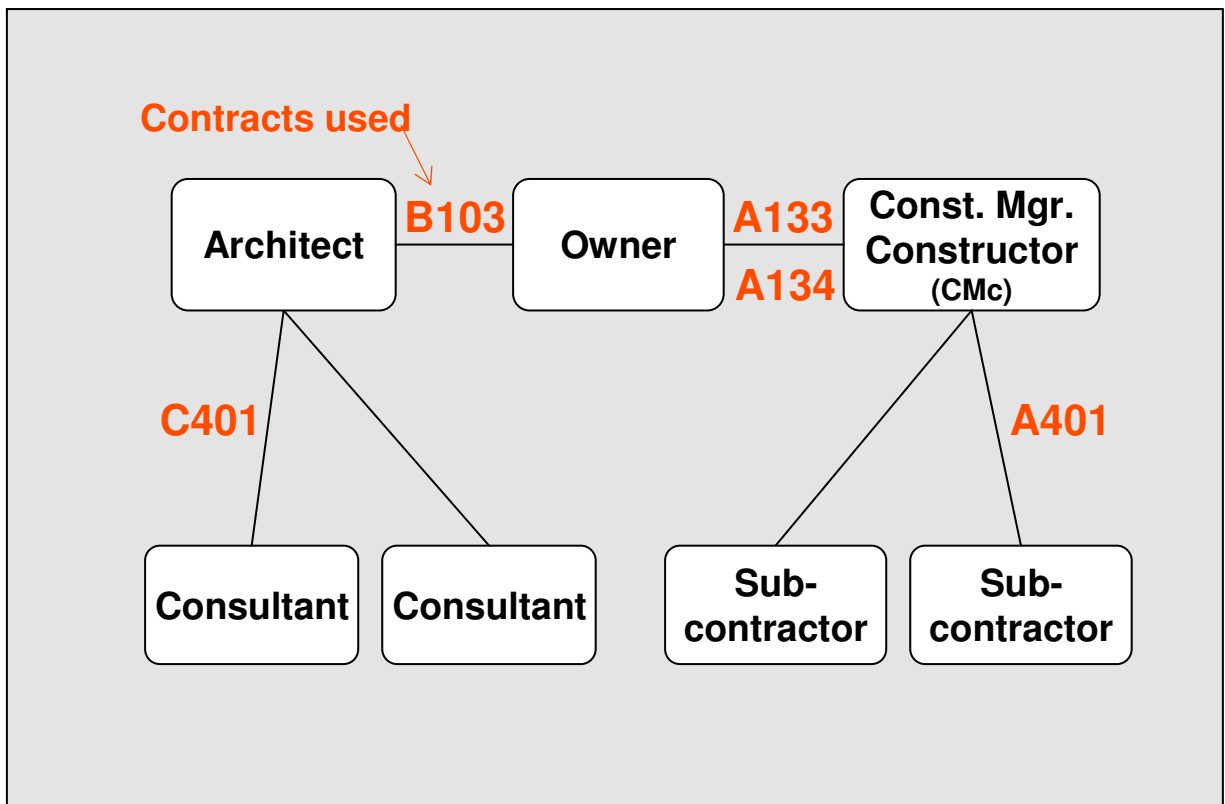 Contracts used
Architect
B103
Owner
A133
A134
Const. Mgr.
Constructor
(CMc)
C401
A401
Consultant
Consultant
Sub-
contractor
Sub-
contractor